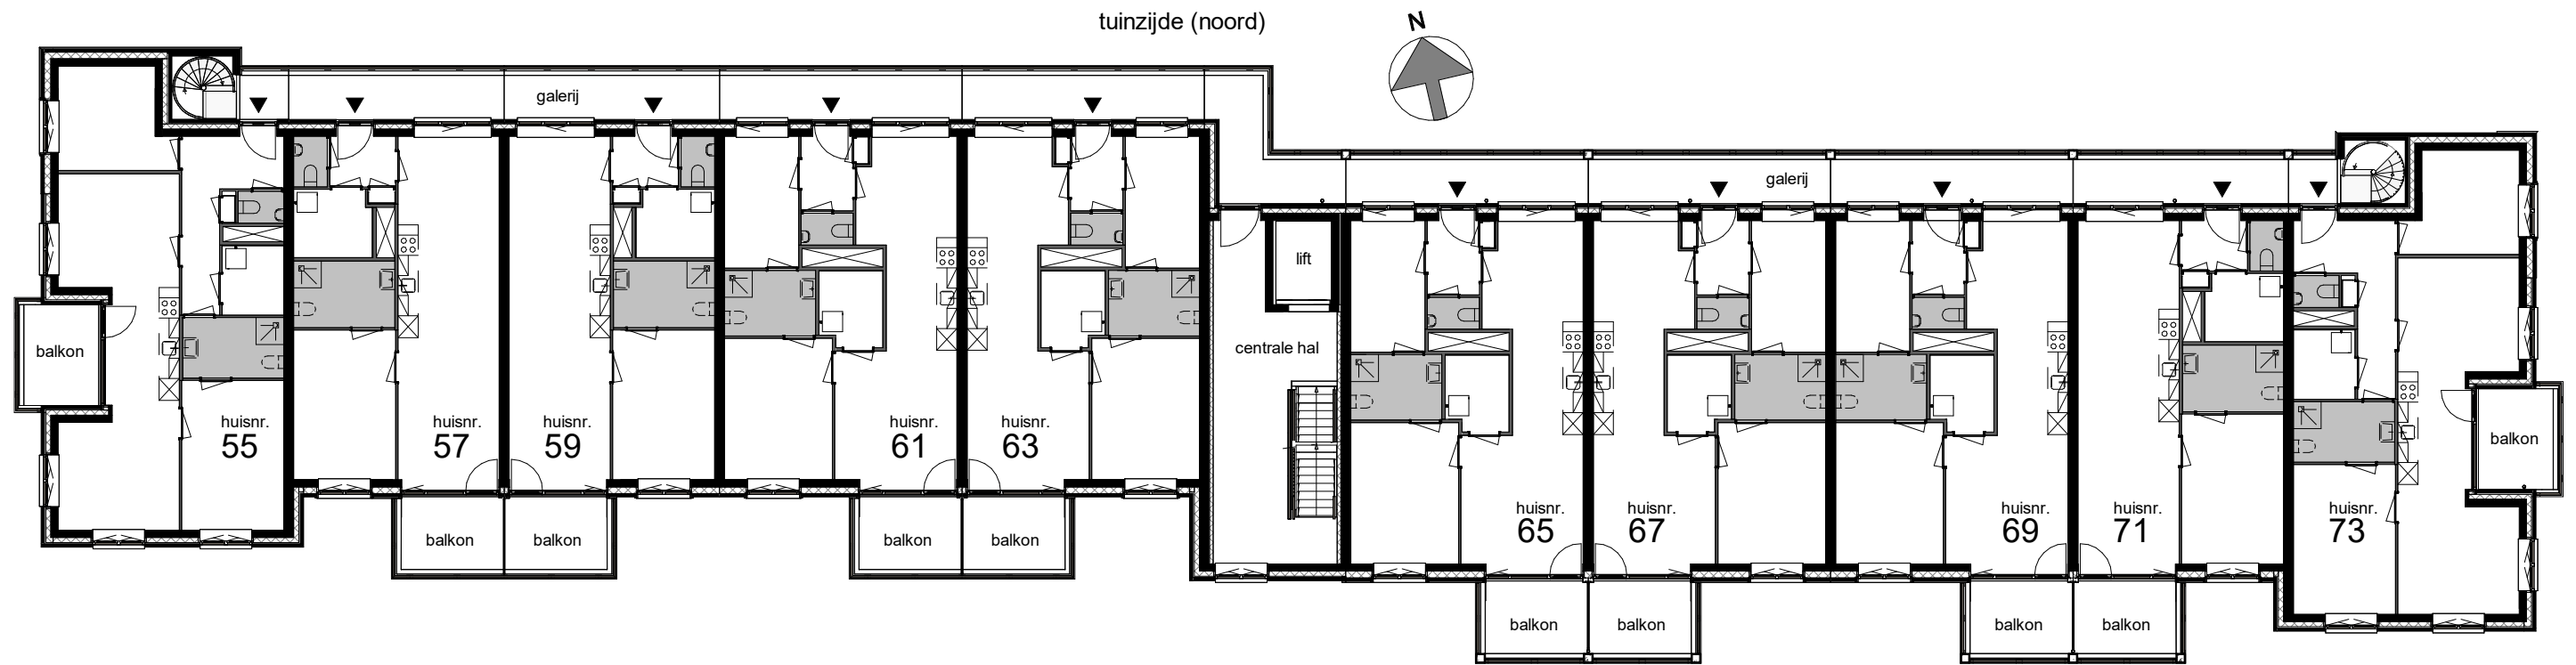 tuinzijde (noord)
N
galerij
galerij
lift
centrale hal
balkon
huisnr.
55
huisnr.
57
huisnr.
59
huisnr.
61
huisnr.
63
balkon
balkon
balkon
balkon
huisnr.
65
huisnr.
67
huisnr.
69
huisnr.
71
huisnr.
73
balkon
balkon
balkon
balkon
balkon